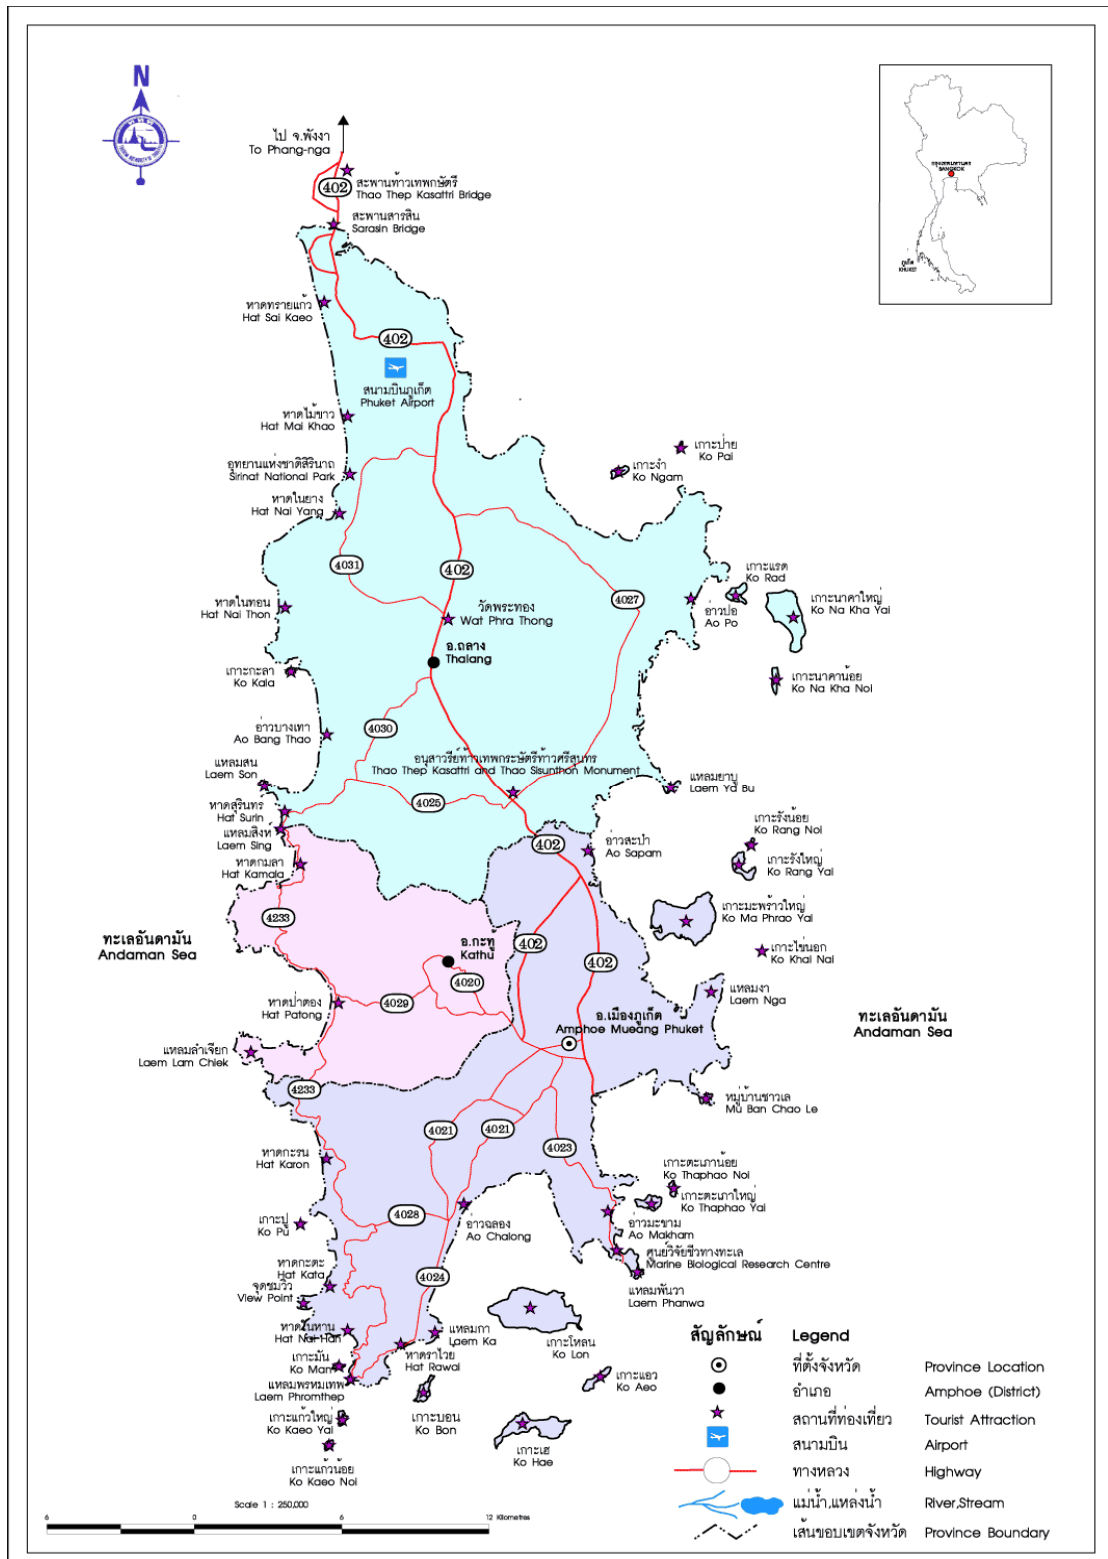 N
ไป จ.พังงา
To Phang-nga
402
สะพานท้าวเทพกษัตรี
Thao Thep Kasattri Bridge
สะพานสารสิน
Sarasin Bridge
กรุงเทพมหานคร
BANGKOK
ภูเก็ต
PHUKET
หาดทรายแก้ว
Hat Sai Kaeo
402
สนามบินภูเก็ต
Phuket Airport
หาดไม้ขาว
Hat Mai Khao
เกาะป่าย
Ko Pai
เกาะงำ
Ko Ngam
อุทยานแห่งชาติสิรินาถ
Sirinat National Park
หาดในยาง
Hat Nai Yang
4031
402
4027
เกาะแรด
Ko Rad
อ่าวปอ
Ao Po
เกาะนาคาใหญ่
Ko Na Kha Yai
หาดในทอน
Hat Nai Thon
วัดพระทอง
Wat Phra Thong
อ.ถลาง
Thalang
เกาะกะลา
Ko Kala
เกาะนาคาน้อย
Ko Na Kha Noi
อ่าวบางเทา
Ao Bang Thao
4030
อนุสาวรีย์ท้าวเทพกระษัตรีท้าวศรีสุนทร
Thao Thep Kasattri and Thao Sisunthon Monument
แหลมสน
Laem Son
แหลมยาบู
Laem Ya Bu
4025
หาดสุรินทร
Hat Surin
แหลมสิงห์
Laem Sing
402
อ่าวสะปำ
Ao Sapam
เกาะรังน้อย
Ko Rang Noi
เกาะรังใหญ่
Ko Rang Yai
หาดกมลา
Hat Kamala
4233
เกาะมะพร้าวใหญ่
Ko Ma Phrao Yai
ทะเลอันดามัน
Andaman Sea
อ.กะทู้
Kathu
402
402
เกาะไข่นอก
Ko Khai Nai
4020
4029
แหลมงา
Laem Nga
หาดป่าตอง
Hat Patong
อ.เมืองภูเก็ต
Amphoe Mueang Phuket
ทะเลอันดามัน
Andaman Sea
แหลมลำเจียก
Laem Lam Chiek
4233
หมู่บ้านชาวเล
Mu Ban Chao Le
4021
4021
4023
หาดกะรน
Hat Karon
เกาะตะเภาน้อย
Ko Thaphao Noi
เกาะตะเภาใหญ่
Ko Thaphao Yai
เกาะปู
Ko Pu
4028
อ่าวฉลอง
Ao Chalong
อ่าวมะขาม
Ao Makham
ศูนย์วิจัยชีวทางทะเล
Marine Biological Research Centre
หาดกะตะ
Hat Kata
4024
จุดชมวิว
View Point
แหลมพันวา
Laem Phanwa
หาดในหาน
Hat Nai Han
แหลมกา
Laem Ka
หาดราไวย
Hat Rawai
เกาะโหลน
Ko Lon
เกาะมัน
Ko Man
แหลมพรหมเทพ
Laem Phromthep
เกาะแอว
Ko Aeo
เกาะแก้วใหญ่
Ko Kaeo Yai
เกาะบอน
Ko Bon
เกาะเฮ
Ko Hae
เกาะแก้วน้อย
Ko Kaeo Noi
สัญลักษณ์ Legend
ที่ตั้งจังหวัด Province Location
อำเภอ Amphoe (District)
สถานที่ท่องเที่ยว Tourist Attraction
สนามบิน Airport
ทางหลวง Highway
แม่น้ำ,แหล่งน้ำ River,Stream
เส้นขอบเขตจังหวัด Province Boundary
Scale 1 : 250,000
6 0 6 12 Kilometres